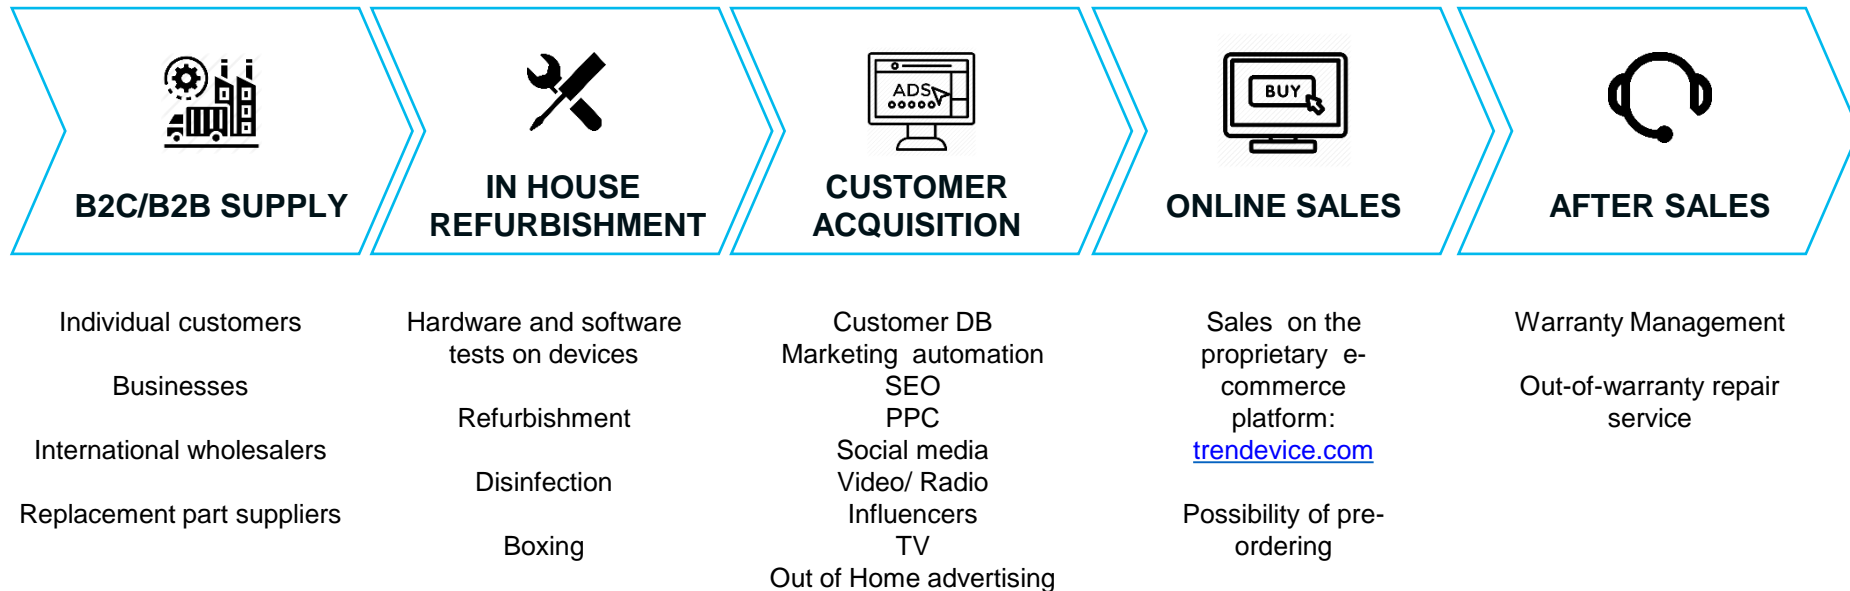 ADS
BUY
B2C/B2B SUPPLY
IN HOUSE
REFURBISHMENT
CUSTOMER
ACQUISITION
ONLINE SALES
AFTER SALES
Individual customers
Businesses
International wholesalers
Replacement part suppliers
Hardware and software
tests on devices
Refurbishment
Disinfection
Boxing
Customer DB
Marketing automation
SEO
PPC
Social media
Video/ Radio
Influencers
TV
Out of Home advertising
Sales on the
proprietary e-
commerce
platform:
trendevice.com
Possibility of pre-
ordering
Warranty Management
Out-of-warranty repair
service